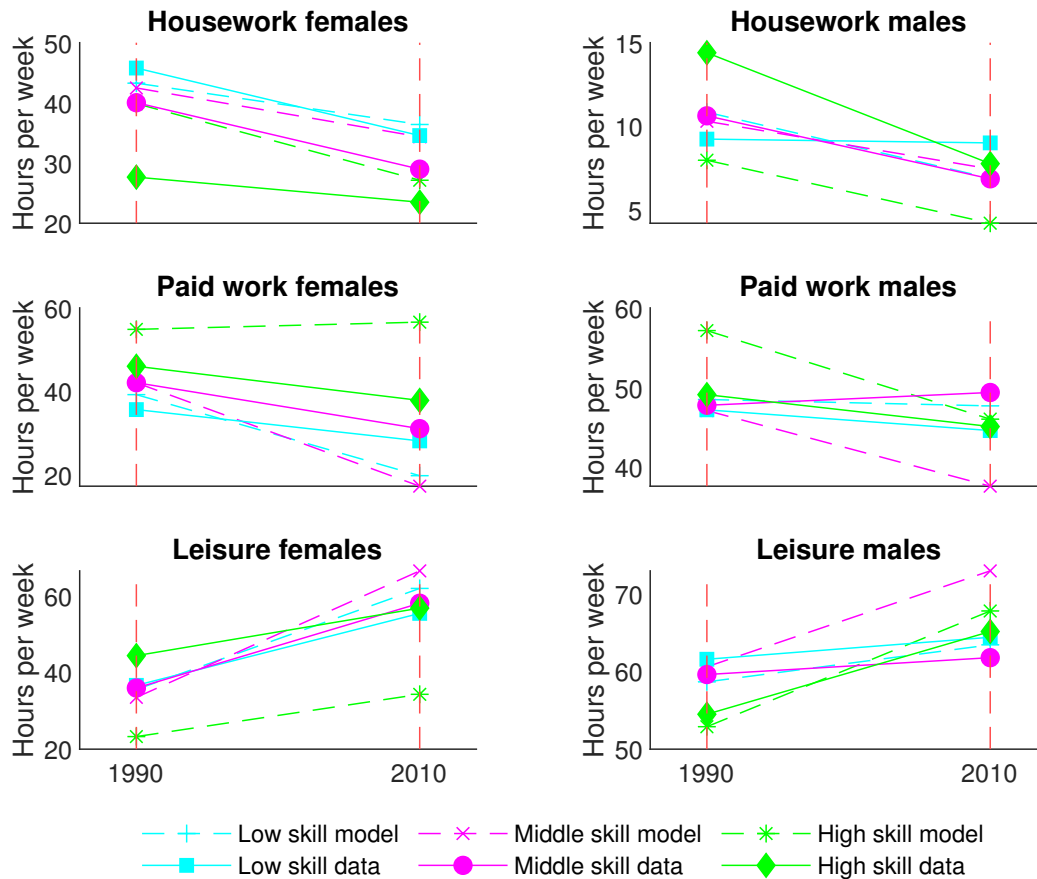 Housework females
Housework males
Hours per week
50
40
30
20
Hours per week
15
10
5
Paid work females
Paid work males
Hours per week
60
40
20
Hours per week
60
50
40
Leisure females
Leisure males
Hours per week
60
40
20
1990
2010
Hours per week
70
60
50
1990
2010
Low skill model
Middle skill model
High skill model
Low skill data
Middle skill data
High skill data